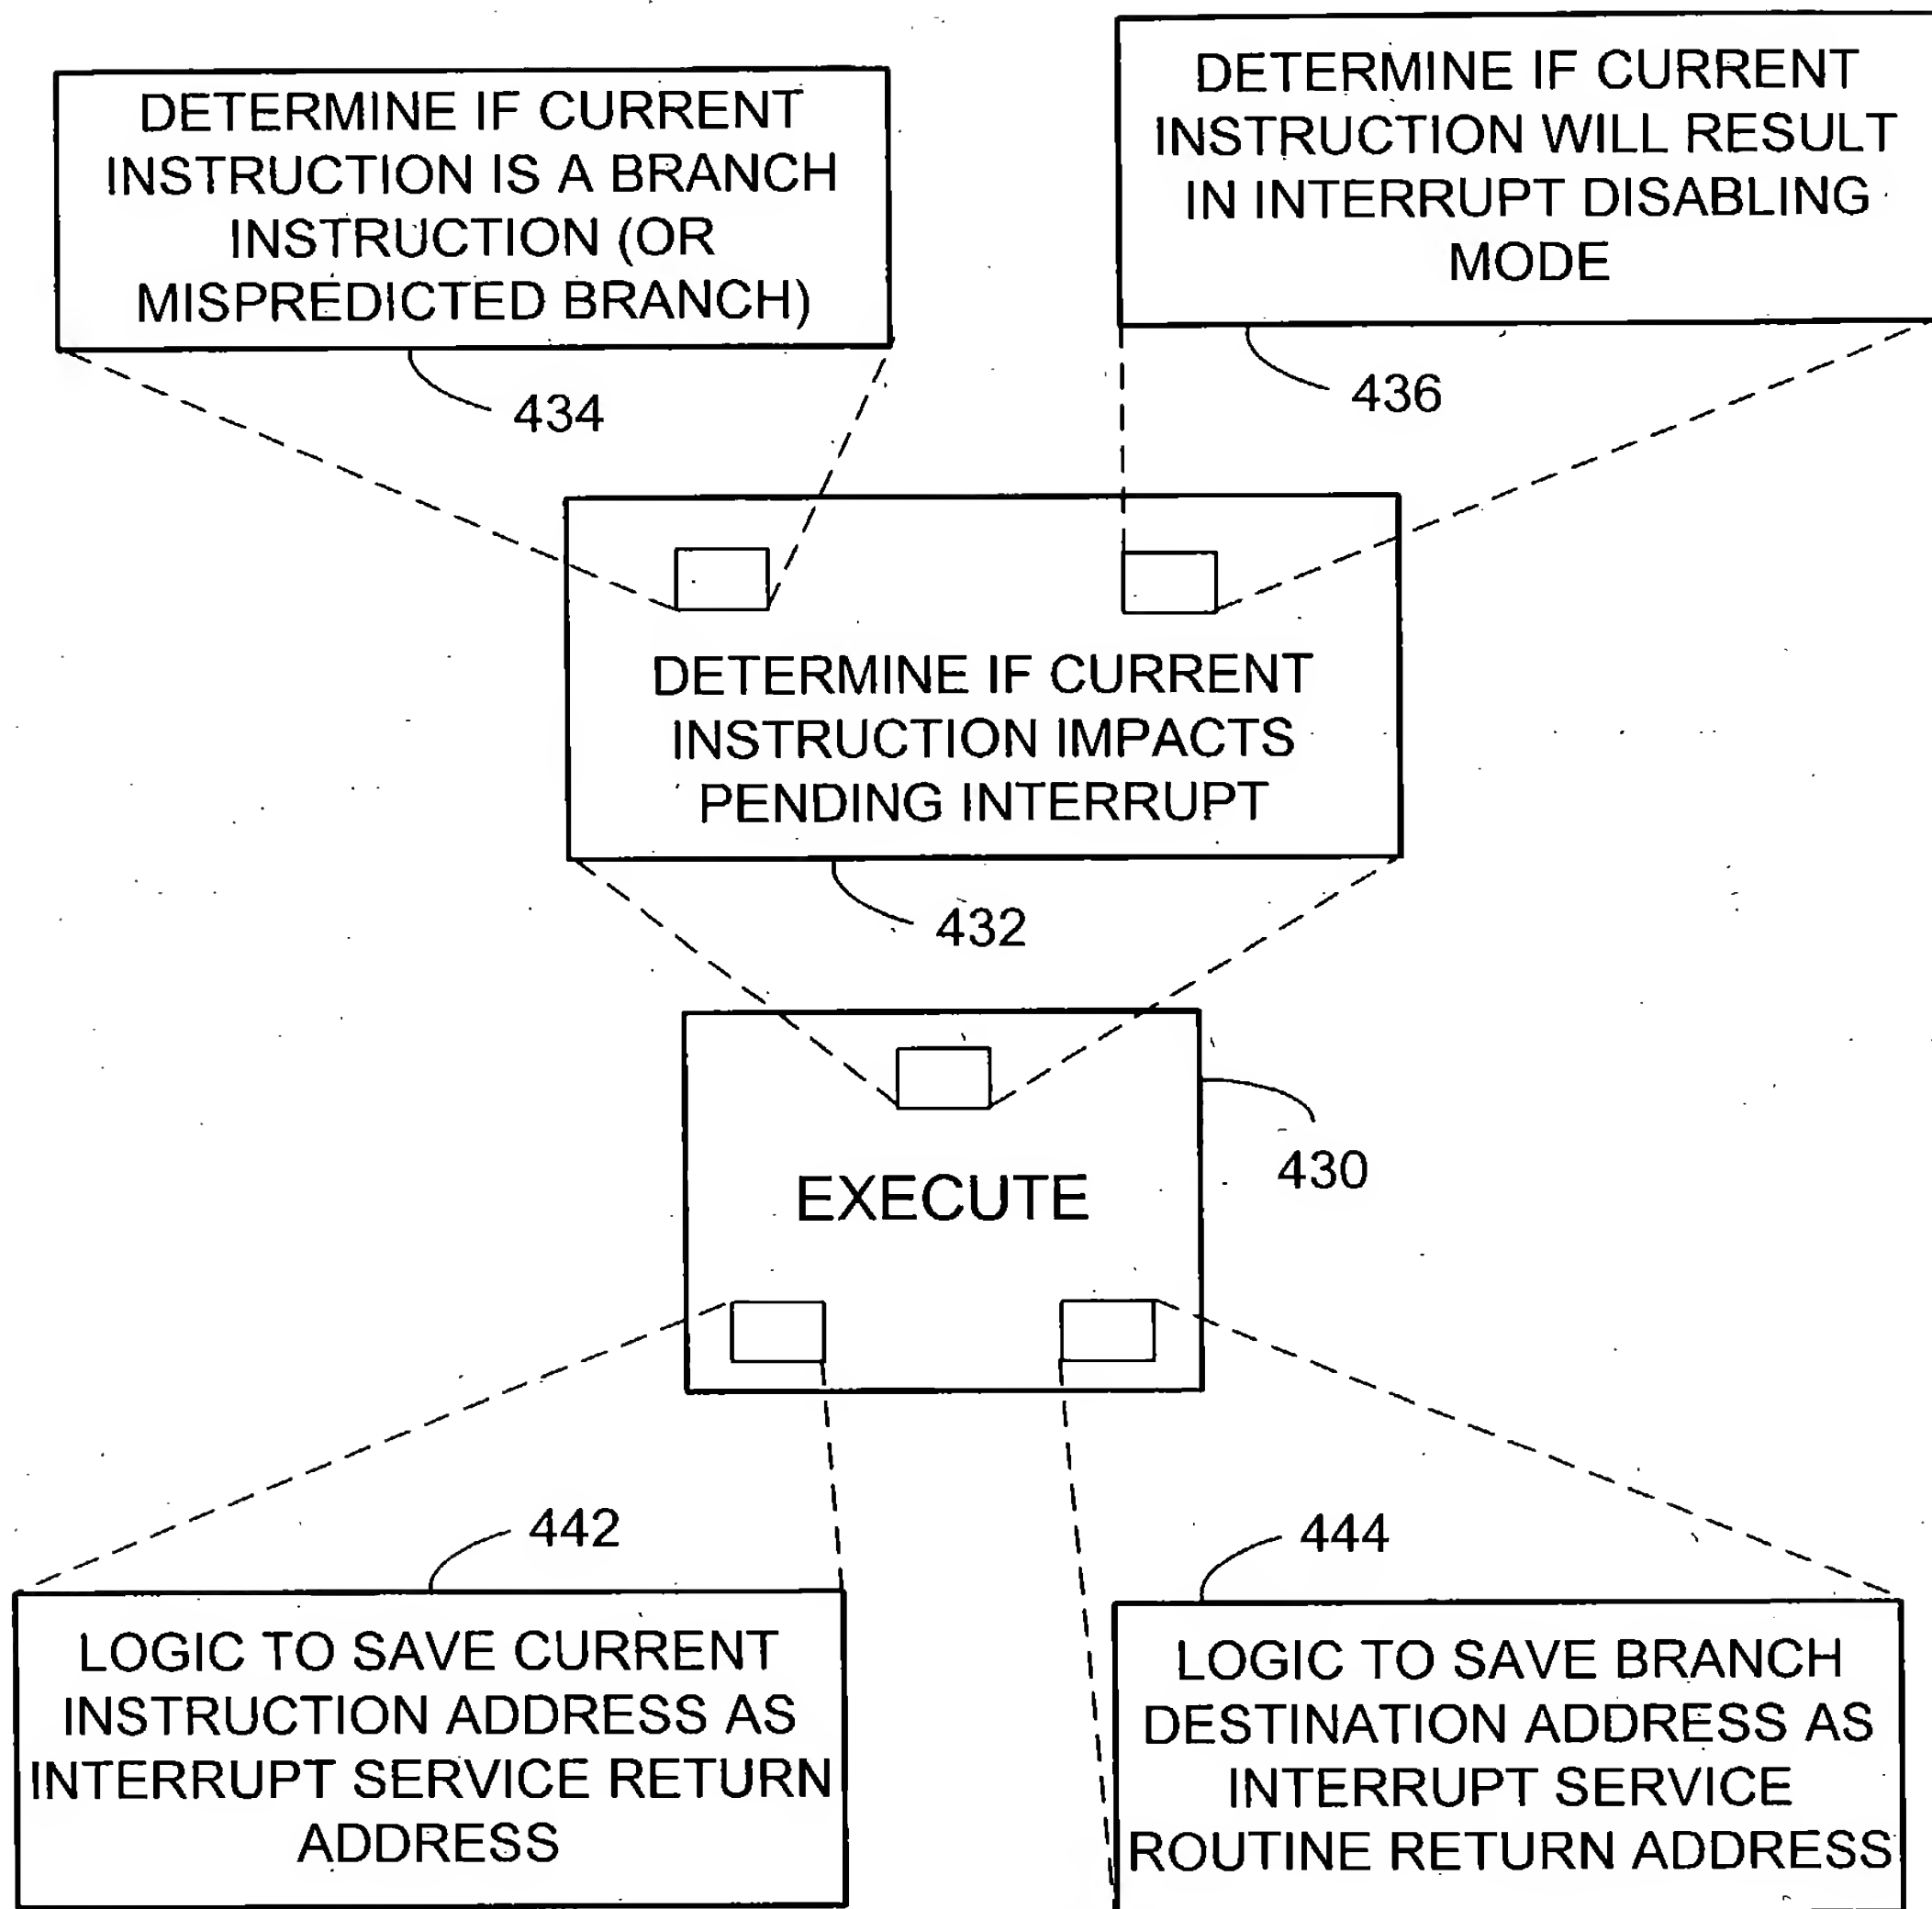 DETERMINE IF CURRENT
INSTRUCTION IS A BRANCH
INSTRUCTION (OR
MISPREDICTED BRANCH)
434
DETERMINE IF CURRENT
INSTRUCTION WILL RESULT
IN INTERRUPT DISABLING
MODE
436
DETERMINE IF CURRENT
INSTRUCTION IMPACTS
PENDING INTERRUPT
432
EXECUTE
430
442
LOGIC TO SAVE CURRENT
INSTRUCTION ADDRESS AS
INTERRUPT SERVICE RETURN
ADDRESS
444
LOGIC TO SAVE BRANCH
DESTINATION ADDRESS AS
INTERRUPT SERVICE
ROUTINE RETURN ADDRESS